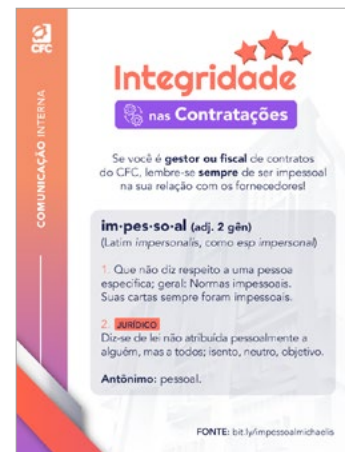 CFC
COMUNICAÇÃO INTERNA
Integridade
nas Contratações
Se você é gestor ou fiscal de contratos
do CFC, lembre-se sempre de ser impessoal
na sua relação com os fornecedores!
im·pes·so·al (adj. 2 gên)
(Latim impersonalis, como esp impersonal)
1. Que não diz respeito a uma pessoa
específica; geral: Normas impessoais.
Suas cartas sempre foram impessoais.
2. JURÍDICO
Diz-se de lei não atribuída pessoalmente a
alguém, mas a todos; isento, neutro, objetivo.
Antônimo: pessoal.
FONTE: bit.ly/impessoalmichaelis